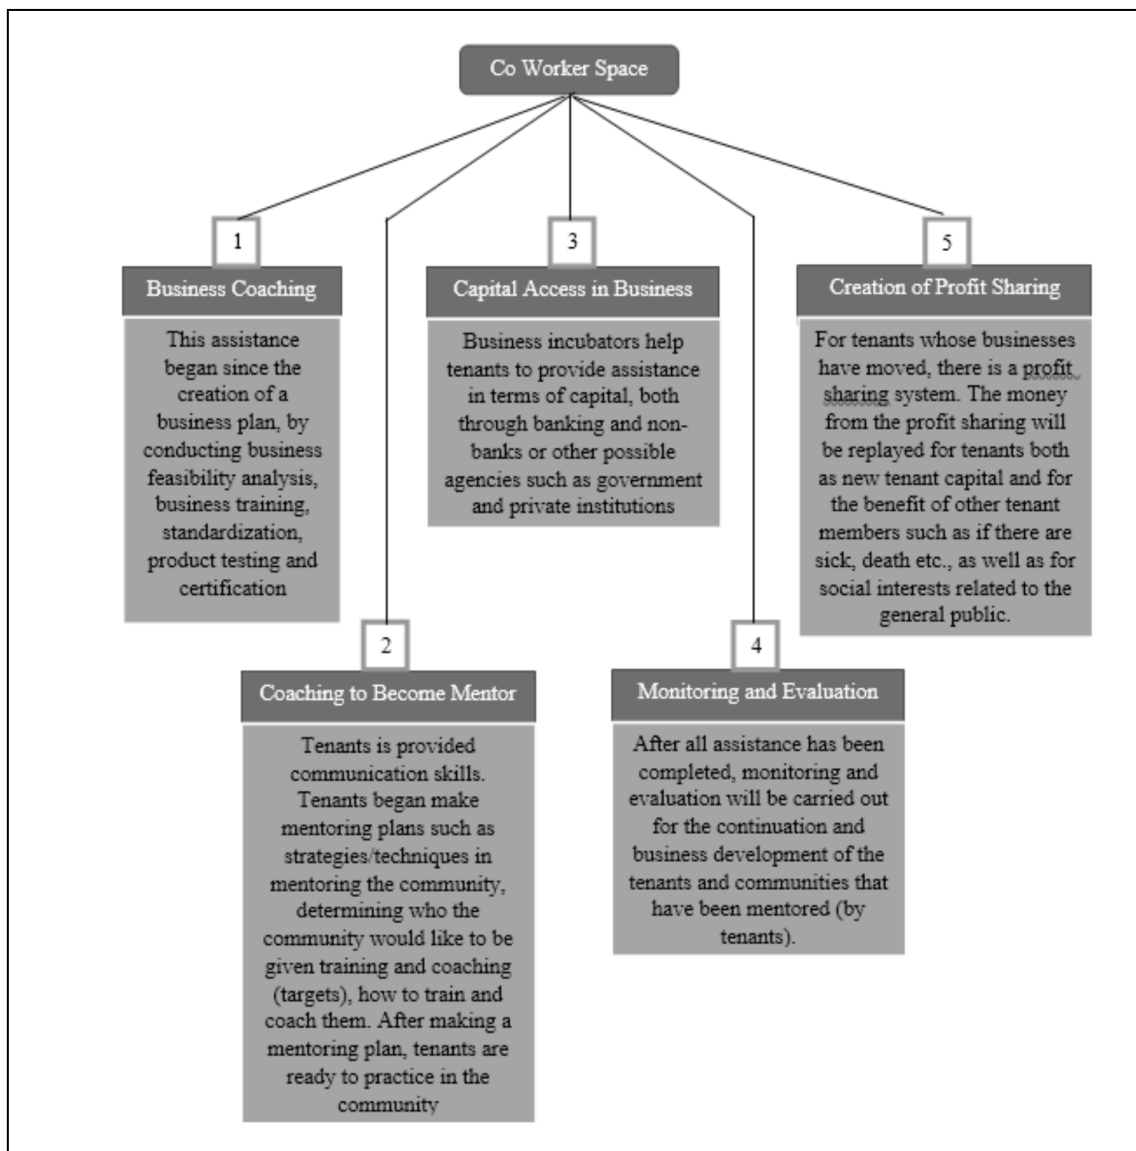 Co Worker Space
1
Business Coaching
This assistance
began since the
creation of a
business plan, by
conducting business
feasibility analysis,
business training,
standardization,
product testing and
certification
2
Coaching to Become Mentor
Tenants is provided
communication skills.
Tenants began make
mentoring plans such as
strategies/techniques in
mentoring the community,
determining who the
community would like to be
given training and coaching
(targets), how to train and
coach them. After making a
mentoring plan, tenants are
ready to practice in the
community
3
Capital Access in Business
Business incubators help
tenants to provide assistance
in terms of capital, both
through banking and non-
banks or other possible
agencies such as government
and private institutions
4
Monitoring and Evaluation
After all assistance has been
completed, monitoring and
evaluation will be carried out
for the continuation and
business development of the
tenants and communities that
have been mentored (by
tenants).
5
Creation of Profit Sharing
For tenants whose businesses
have moved, there is a profit
sharing system. The money
from the profit sharing will
be replayed for tenants both
as new tenant capital and for
the benefit of other tenant
members such as if there are
sick, death etc., as well as for
social interests related to the
general public.